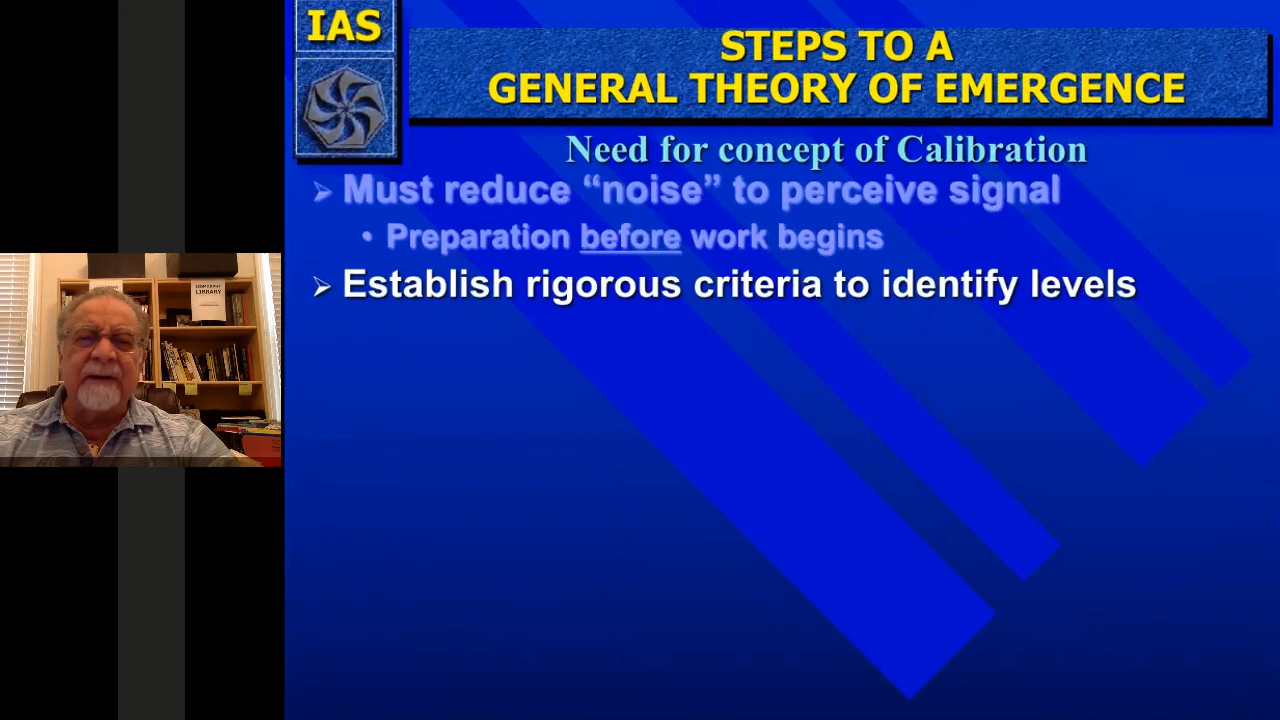 IAS
STEPS TO A
GENERAL THEORY OF EMERGENCE
Need for concept of Calibration
➢ Must reduce “noise” to perceive signal
• Preparation before work begins
➢ Establish rigorous criteria to identify levels
LIBRARY